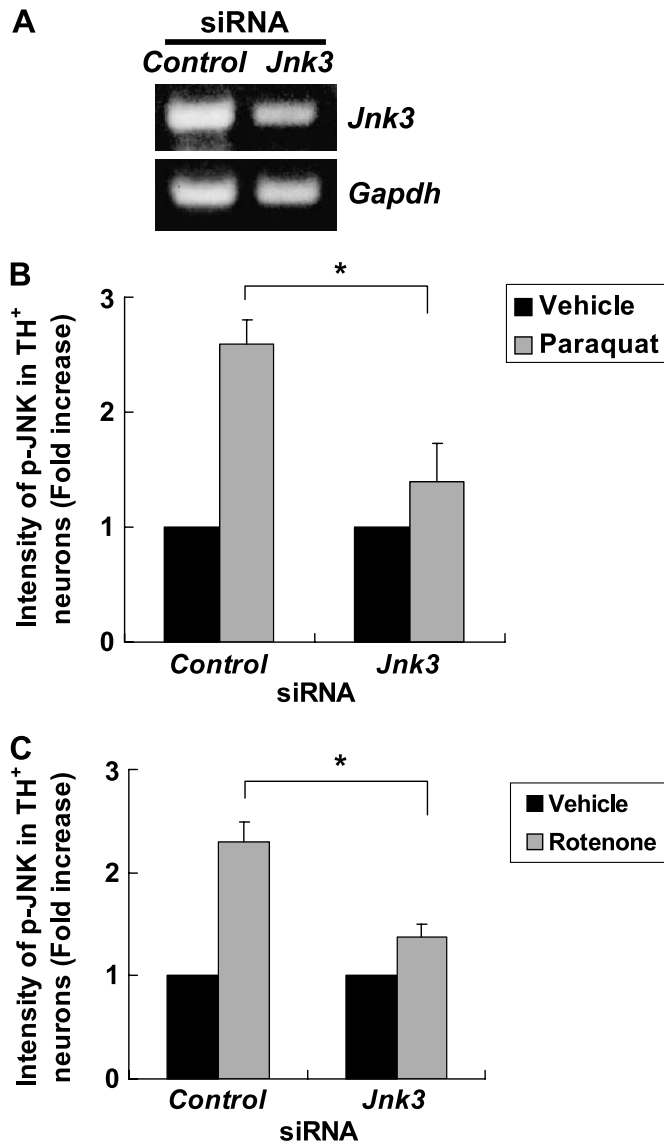 A
siRNA
Control Jnk3
Jnk3
Gapdh
B
Intensity of p-JNK in TH⁺
neurons (Fold increase)
3
2
1
0
*
Vehicle
Paraquat
Control Jnk3
siRNA
C
Intensity of p-JNK in TH⁺
neurons (Fold increase)
3
2
1
0
*
Vehicle
Rotenone
Control Jnk3
siRNA